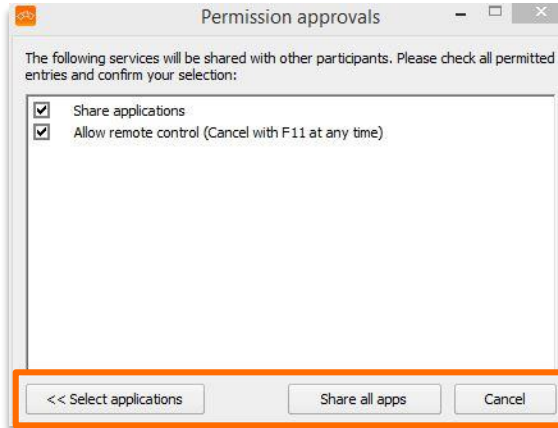 Permission approvals
The following services will be shared with other participants. Please check all permitted
entries and confirm your selection:
Share applications
Allow remote control (Cancel with F11 at any time)
<< Select applications Share all apps Cancel